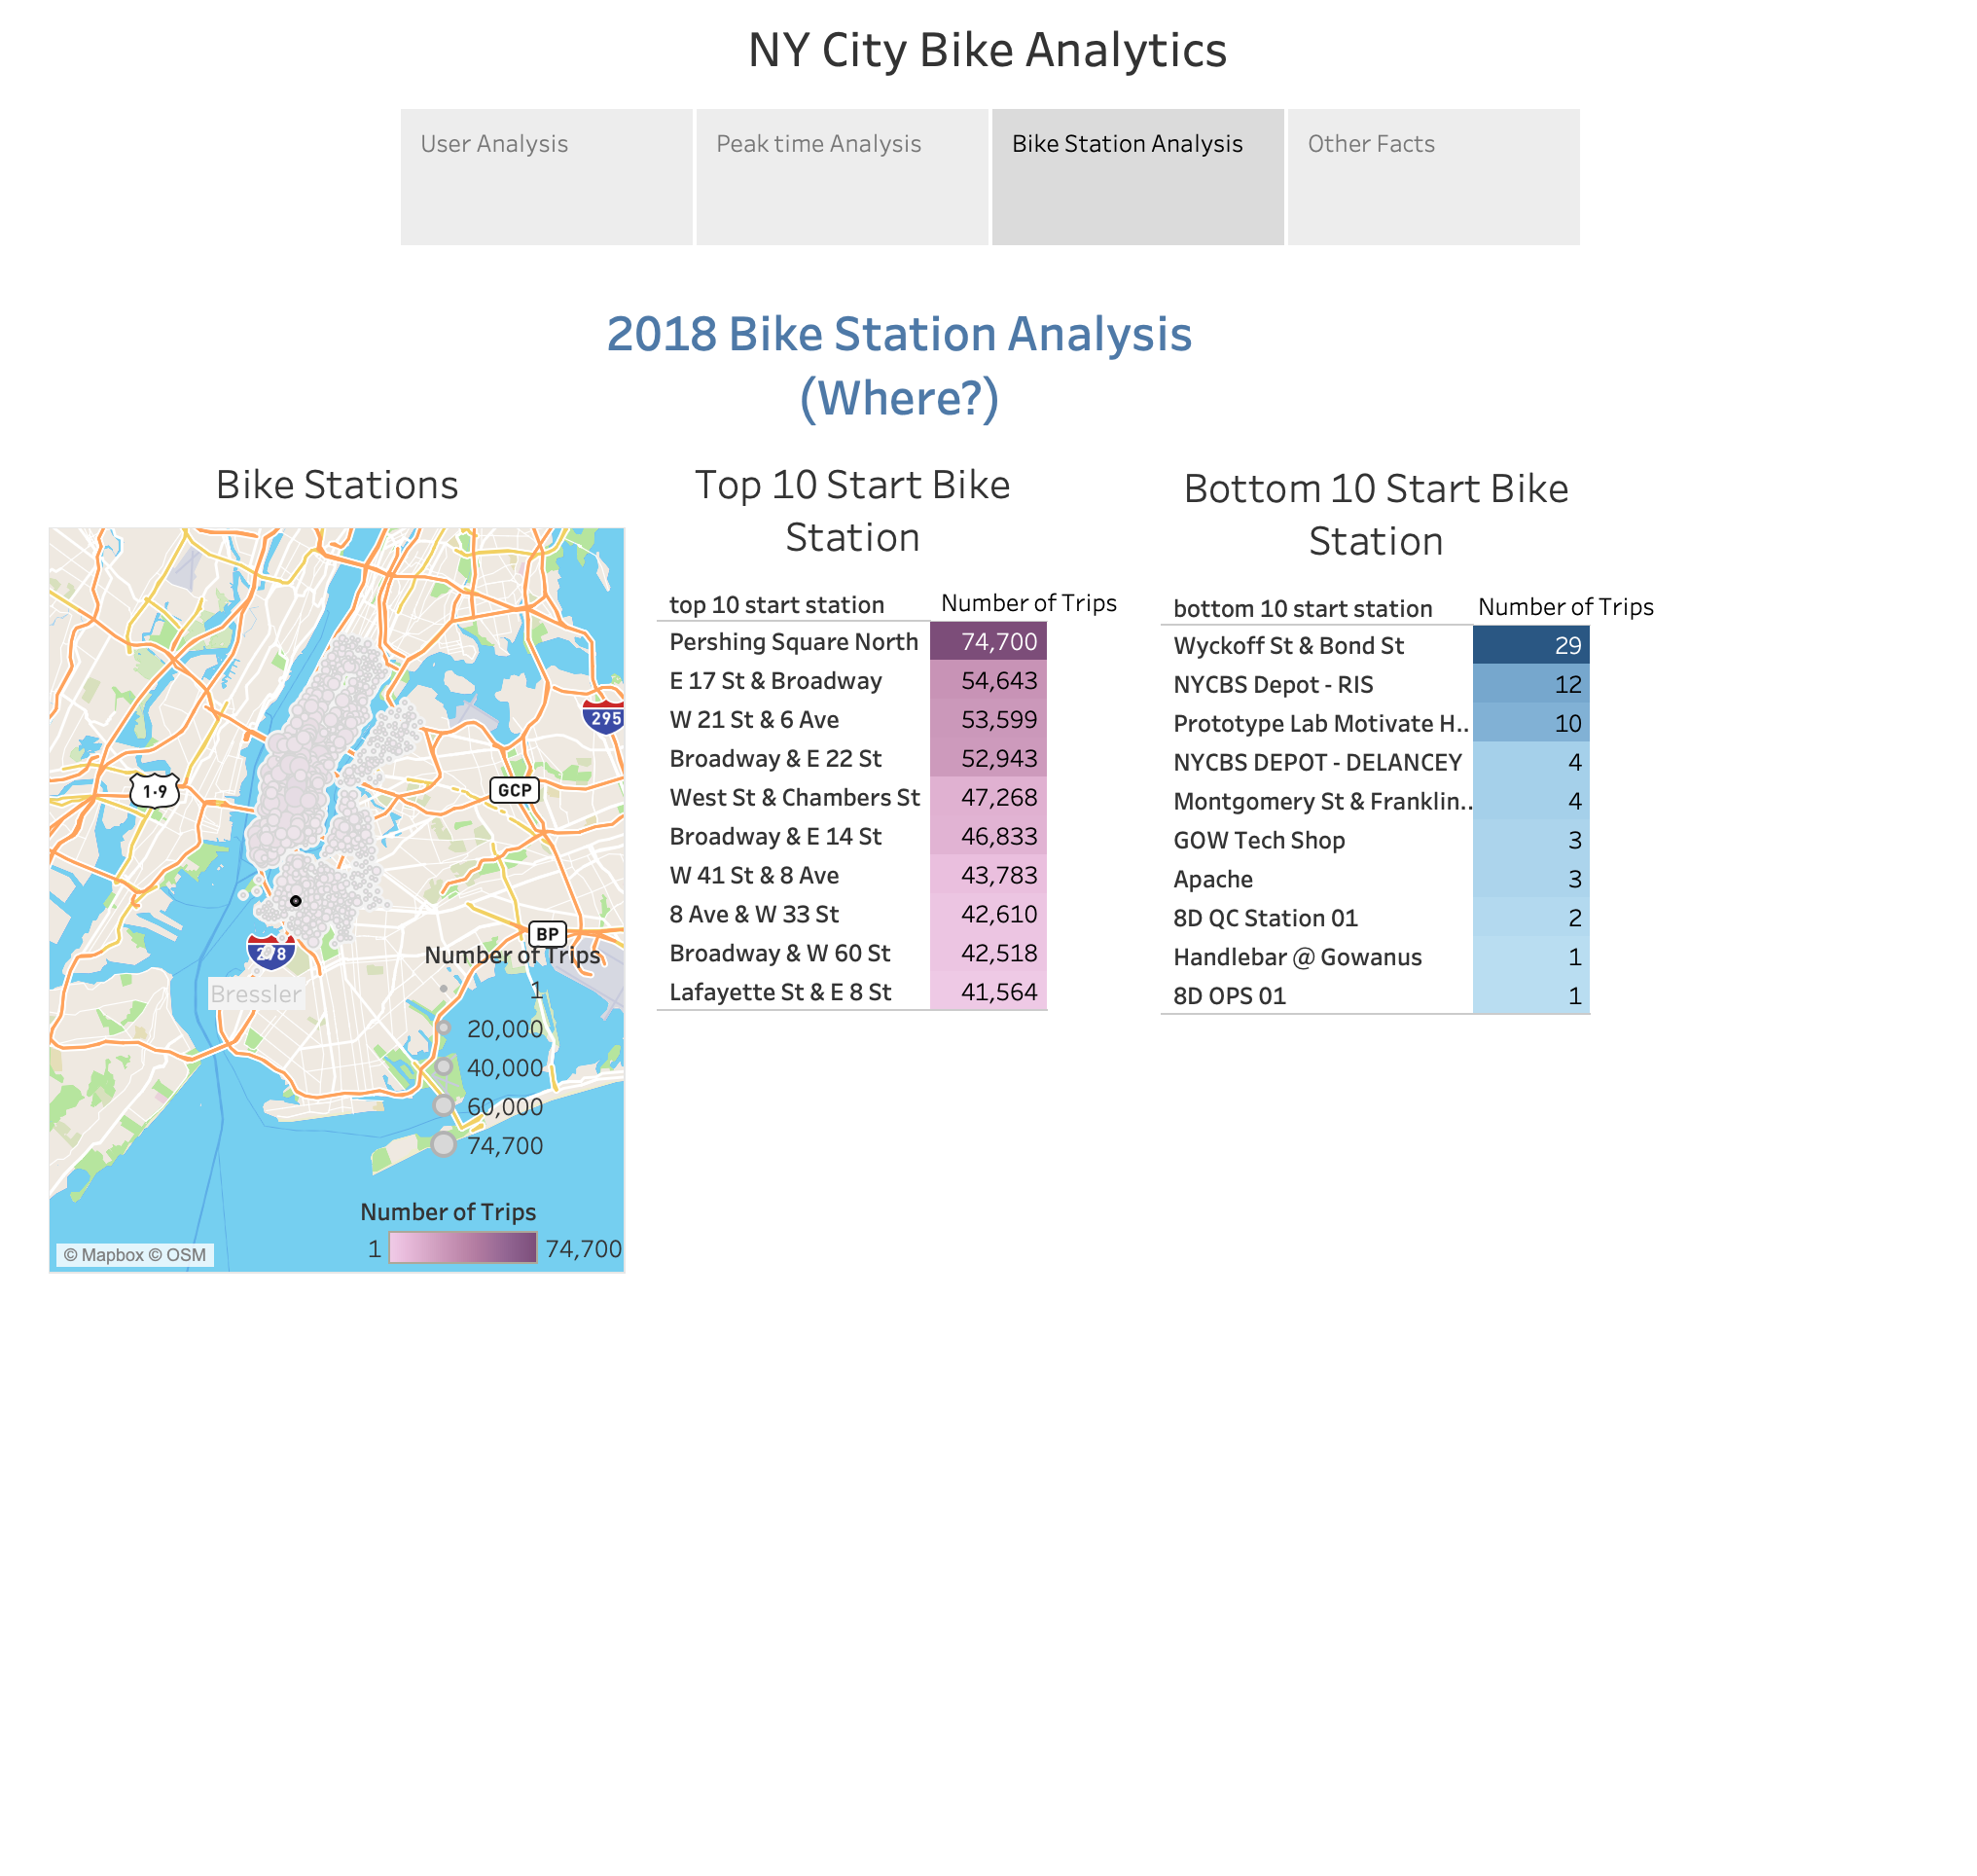 NY City Bike Analytics
User Analysis
Peak time Analysis
Bike Station Analysis
Other Facts
2018 Bike Station Analysis
(Where?)
Bike Stations
295
1·9
GCP
BP
278
Bressler
Number of Trips
1
20,000
40,000
60,000
74,700
Number of Trips
1 74,700
© Mapbox © OSM
Top 10 Start Bike
Station
top 10 start station Number of Trips
Pershing Square North 74,700
E 17 St & Broadway 54,643
W 21 St & 6 Ave 53,599
Broadway & E 22 St 52,943
West St & Chambers St 47,268
Broadway & E 14 St 46,833
W 41 St & 8 Ave 43,783
8 Ave & W 33 St 42,610
Broadway & W 60 St 42,518
Lafayette St & E 8 St 41,564
Bottom 10 Start Bike
Station
bottom 10 start station Number of Trips
Wyckoff St & Bond St 29
NYCBS Depot - RIS 12
Prototype Lab Motivate H.. 10
NYCBS DEPOT - DELANCEY 4
Montgomery St & Franklin.. 4
GOW Tech Shop 3
Apache 3
8D QC Station 01 2
Handlebar @ Gowanus 1
8D OPS 01 1